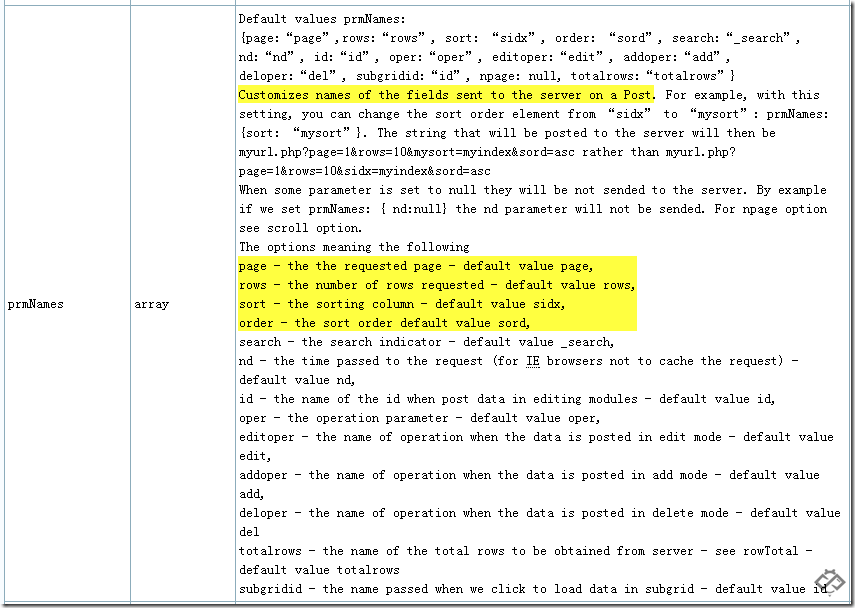 Default values prmNames:
{page: “page”,rows: “rows”, sort: “sidx”, order: “sord”, search: “_search”,
nd: “nd”, id: “id”, oper: “oper”, editoper: “edit”, addoper: “add”,
deloper: “del”, subgridid: “id”, npage: null, totalrows: “totalrows”}
Customizes names of the fields sent to the server on a Post. For example, with this
setting, you can change the sort order element from “sidx” to “mysort”: prmNames:
{sort: “mysort”}. The string that will be posted to the server will then be
myurl.php?page=1&rows=10&mysort=myindex&sord=asc rather than myurl.php?
page=1&rows=10&sidx=myindex&sord=asc
When some parameter is set to null they will be not sended to the server. By example
if we set prmNames: { nd:null} the nd parameter will not be sended. For npage option
see scroll option.
The options meaning the following
page - the the requested page - default value page,
rows - the number of rows requested - default value rows,
prmNames
array
sort - the sorting column - default value sidx,
order - the sort order default value sord,
search - the search indicator - default value _search,
nd - the time passed to the request (for IE browsers not to cache the request) -
default value nd,
id - the name of the id when post data in editing modules - default value id,
oper - the operation parameter - default value oper,
editoper - the name of operation when the data is posted in edit mode - default value
edit,
addoper - the name of operation when the data is posted in add mode - default value
add,
deloper - the name of operation when the data is posted in delete mode - default value
del
totalrows - the name of the total rows to be obtained from server - see rowTotal -
default value totalrows
subgridid - the name passed when we click to load data in subgrid - default value id